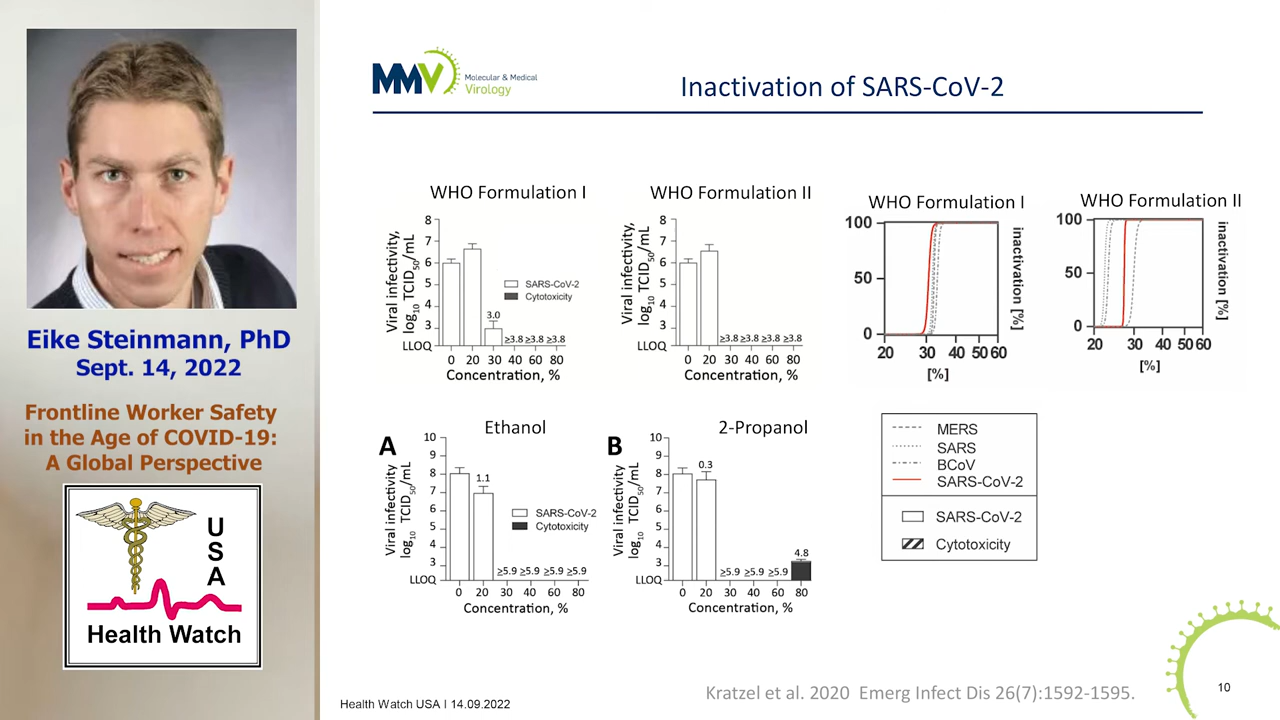 Eike Steinmann, PhD
Sept. 14, 2022
Frontline Worker Safety
in the Age of COVID-19:
A Global Perspective
U
S
A
Health Watch
MMV Molecular & Medical
Virology
Inactivation of SARS-CoV-2
WHO Formulation I
Viral infectivity,
log10 TCID50/mL
8
7
6
5
4
3
LLOQ
3.0
≥3.8 ≥3.8 ≥3.8
SARS-CoV-2
Cytotoxicity
0 20 30 40 60 80
Concentration, %
WHO Formulation II
Viral infectivity,
log10 TCID50/mL
8
7
6
5
4
3
LLOQ
≥3.8 ≥3.8 ≥3.8 ≥3.8
0 20 30 40 60 80
Concentration, %
WHO Formulation I
100
50
0
20 30 40 50 60
[%]
inactivation [%]
WHO Formulation II
100
50
0
20 30 40 50 60
[%]
inactivation [%]
A
Ethanol
Viral infectivity
log10 TCID50/mL
10
9
8
7
6
5
4
3
LLOQ
1.1
≥5.9 ≥5.9 ≥5.9 ≥5.9
SARS-CoV-2
Cytotoxicity
0 20 30 40 60 80
Concentration, %
B
2-Propanol
Viral infectivity
log10 TCID50/mL
10
9
8
7
6
5
4
3
LLOQ
0.3
≥5.9 ≥5.9 ≥5.9
4.8
0 20 30 40 60 80
Concentration, %
MERS
SARS
BCoV
SARS-CoV-2
SARS-CoV-2
Cytotoxicity
Kratzel et al. 2020 Emerg Infect Dis 26(7):1592-1595.
10
Health Watch USA I 14.09.2022